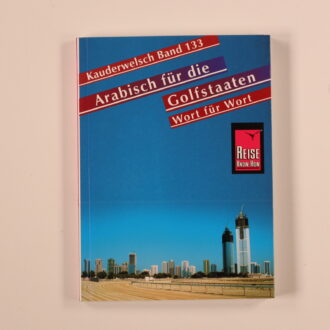 Kauderwelsch Band 133
Arabisch für die
Golfstaaten
Wort für Wort
REISE
KNOW-HOW